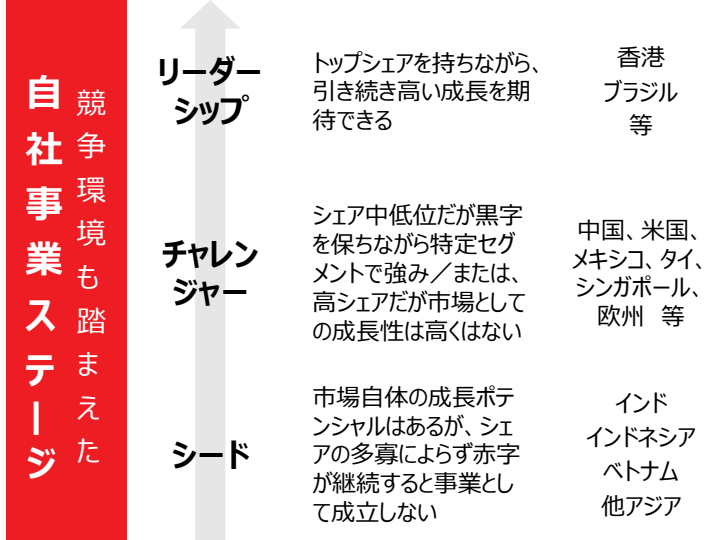 競争環境も踏まえた
自社事業ステージ
リーダー
シップ
トップシェアを持ちながら、
引き続き高い成長を期
待できる
香港
ブラジル
等
チャレン
ジャー
シェア中低位だが黒字
を保ちながら特定セグ
メントで強み／または、
高シェアだが市場として
の成長性は高くはない
中国、米国、
メキシコ、タイ、
シンガポール、
欧州　等
シード
市場自体の成長ポテ
ンシャルはあるが、シェ
アの多寡によらず赤字
が継続すると事業とし
て成立しない
インド
インドネシア
ベトナム
他アジア